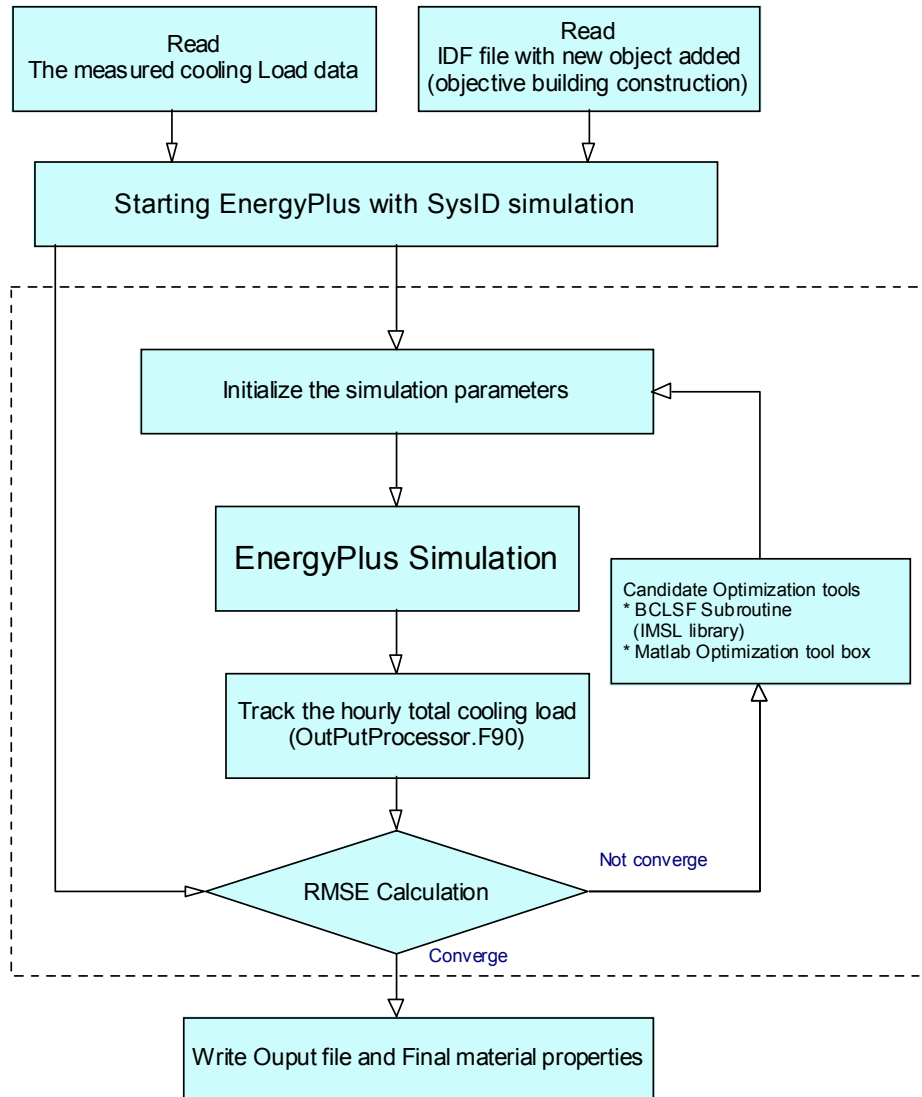 Read
The measured cooling Load data
Read
IDF file with new object added
(objective building construction)
Starting EnergyPlus with SysID simulation
Initialize the simulation parameters
EnergyPlus Simulation
Candidate Optimization tools
* BCLSF Subroutine
(IMSL library)
* Matlab Optimization tool box
Track the hourly total cooling load
(OutPutProcessor.F90)
Not converge
RMSE Calculation
Converge
Write Ouput file and Final material properties